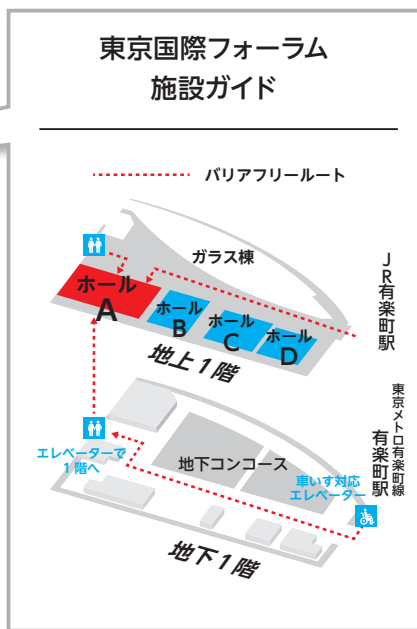 東京国際フォーラム
施設ガイド
バリアフリールート
ガラス棟
ホール
A
ホール
B
ホール
C
ホール
D
地上1階
JR有楽町駅
エレベーターで
1階へ
地下コンコース
車いす対応
エレベーター
東京メトロ有楽町線
有楽町駅
地下1階